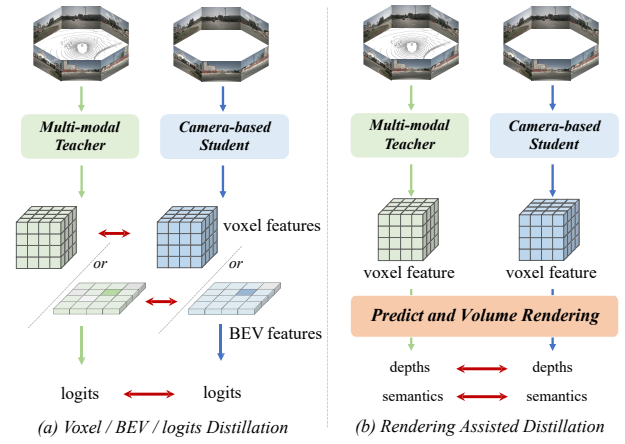 Multi-modal
Teacher
Camera-based
Student
voxel features
or
or
BEV features
logits
logits
(a) Voxel / BEV / logits Distillation
Multi-modal
Teacher
Camera-based
Student
voxel feature
voxel feature
Predict and Volume Rendering
depths
depths
semantics
semantics
(b) Rendering Assisted Distillation